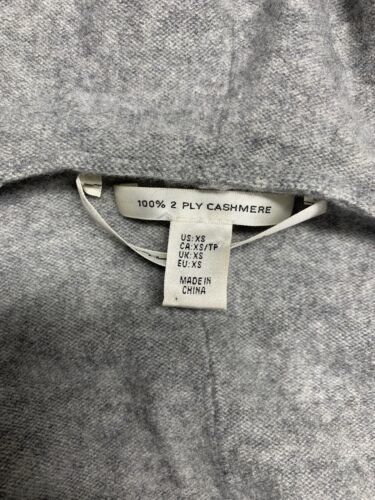 100% 2 PLY CASHMERE
US:XS
CA:XS/TP
UK:XS
EU:XS
MADE IN
CHINA